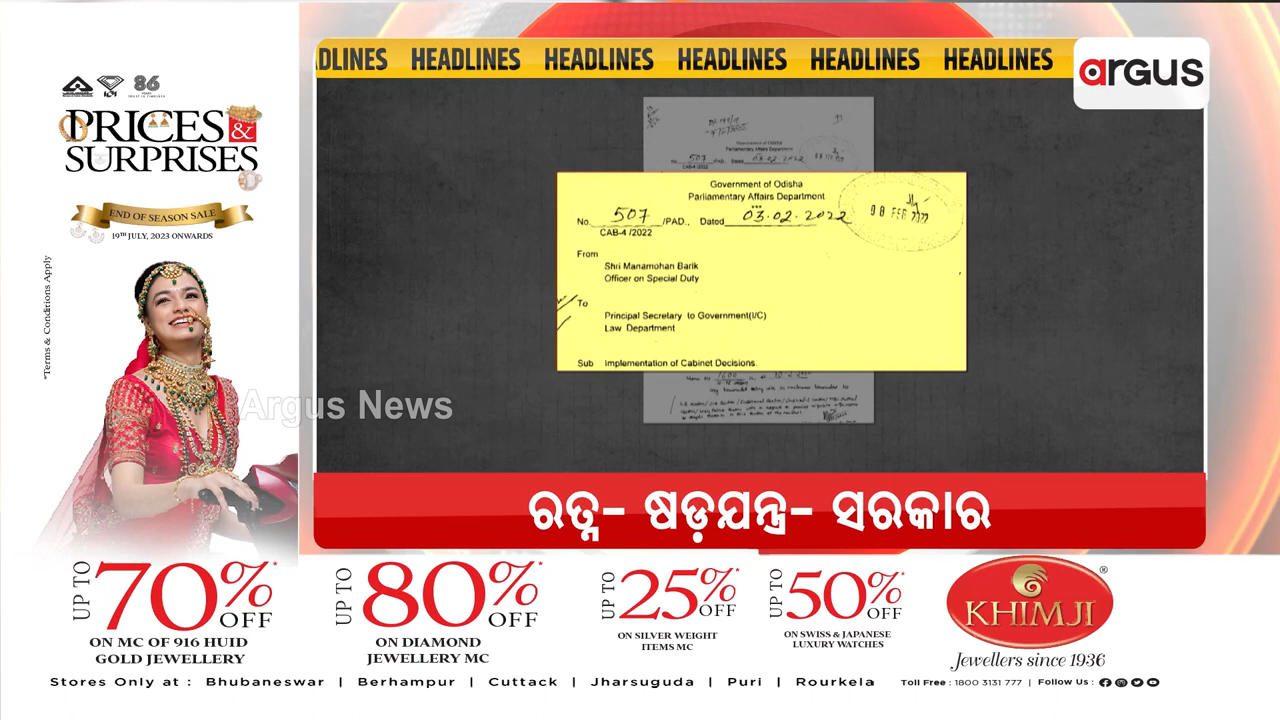 86
PRICES &
SURPRISES
END OF SEASON SALE
19TH JULY, 2023 ONWARDS
*Terms & Conditions Apply
ADLINES HEADLINES HEADLINES HEADLINES HEADLINES HEADLINES
argus
Government of Odisha
Parliamentary Affairs Department
No. 507 /PAD., Dated 03.02.2022
CAB-4 /2022
08 FEB 2022
From
Shri Manamohan Barik
Officer on Special Duty
To
Principal Secretary to Government(I/C)
Law Department
Sub Implementation of Cabinet Decisions.
Argus News
ରତ୍ନ- ଷଡ଼ଯନ୍ତ୍ର- ସରକାର
UP TO 70%* OFF
ON MC OF 916 HUID
GOLD JEWELLERY
UP TO 80%* OFF
ON DIAMOND
JEWELLERY MC
UP TO 25%* OFF
ON SILVER WEIGHT
ITEMS MC
UP TO 50%* OFF
ON SWISS & JAPANESE
LUXURY WATCHES
KHIMJI ®
Jewellers since 1936
Stores Only at : Bhubaneswar | Berhampur | Cuttack | Jharsuguda | Puri | Rourkela
Toll Free : 1800 3131 777 | Follow Us :